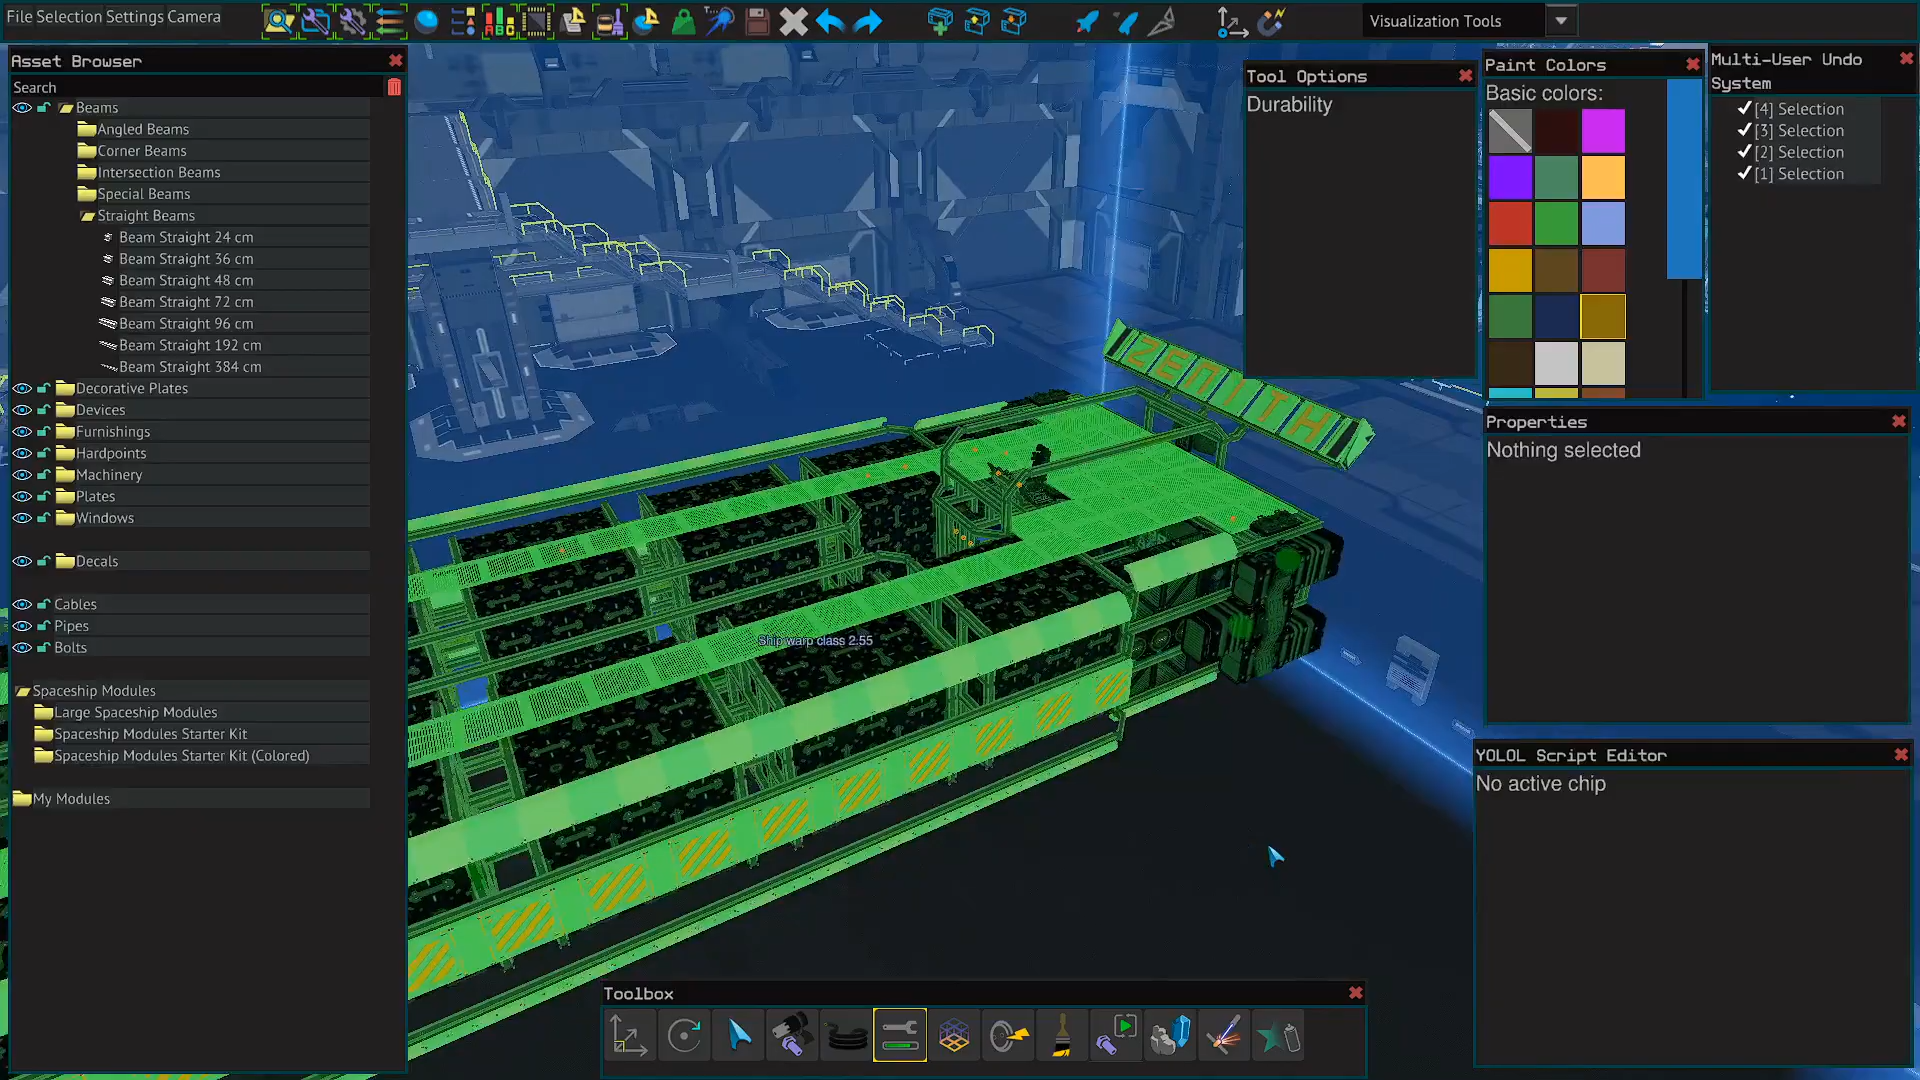 File Selection Settings Camera
ABC
Visualization Tools
Asset Browser
Search
Beams
Angled Beams
Corner Beams
Intersection Beams
Special Beams
Straight Beams
Beam Straight 24 cm
Beam Straight 36 cm
Beam Straight 48 cm
Beam Straight 72 cm
Beam Straight 96 cm
Beam Straight 192 cm
Beam Straight 384 cm
Decorative Plates
Devices
Furnishings
Hardpoints
Machinery
Plates
Windows
Decals
Cables
Pipes
Bolts
Spaceship Modules
Large Spaceship Modules
Spaceship Modules Starter Kit
Spaceship Modules Starter Kit (Colored)
My Modules
ZENITH
Ship warp class 2.55
Tool Options
Durability
Paint Colors
Basic colors:
Multi-User Undo
System
[4] Selection
[3] Selection
[2] Selection
[1] Selection
Properties
Nothing selected
YOLOL Script Editor
No active chip
Toolbox